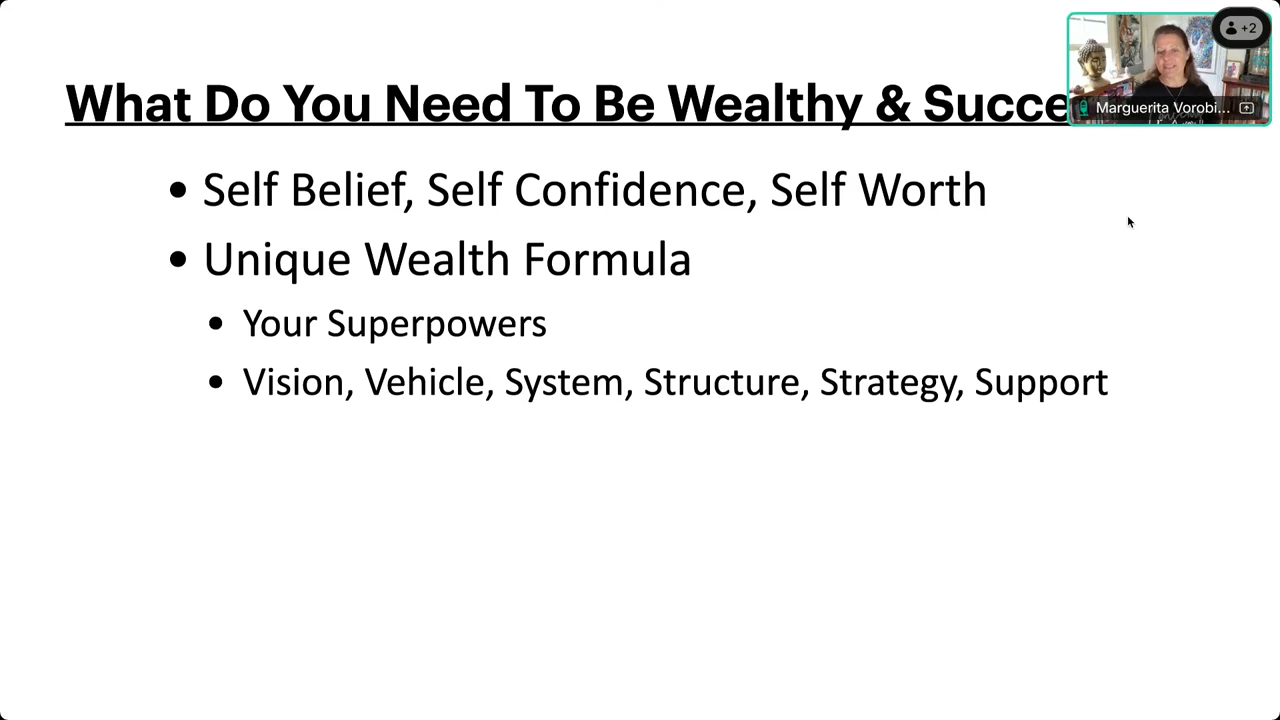 What Do You Need To Be Wealthy & Succe
• Self Belief, Self Confidence, Self Worth
• Unique Wealth Formula
• Your Superpowers
• Vision, Vehicle, System, Structure, Strategy, Support
+2
Marguerita Vorobi...